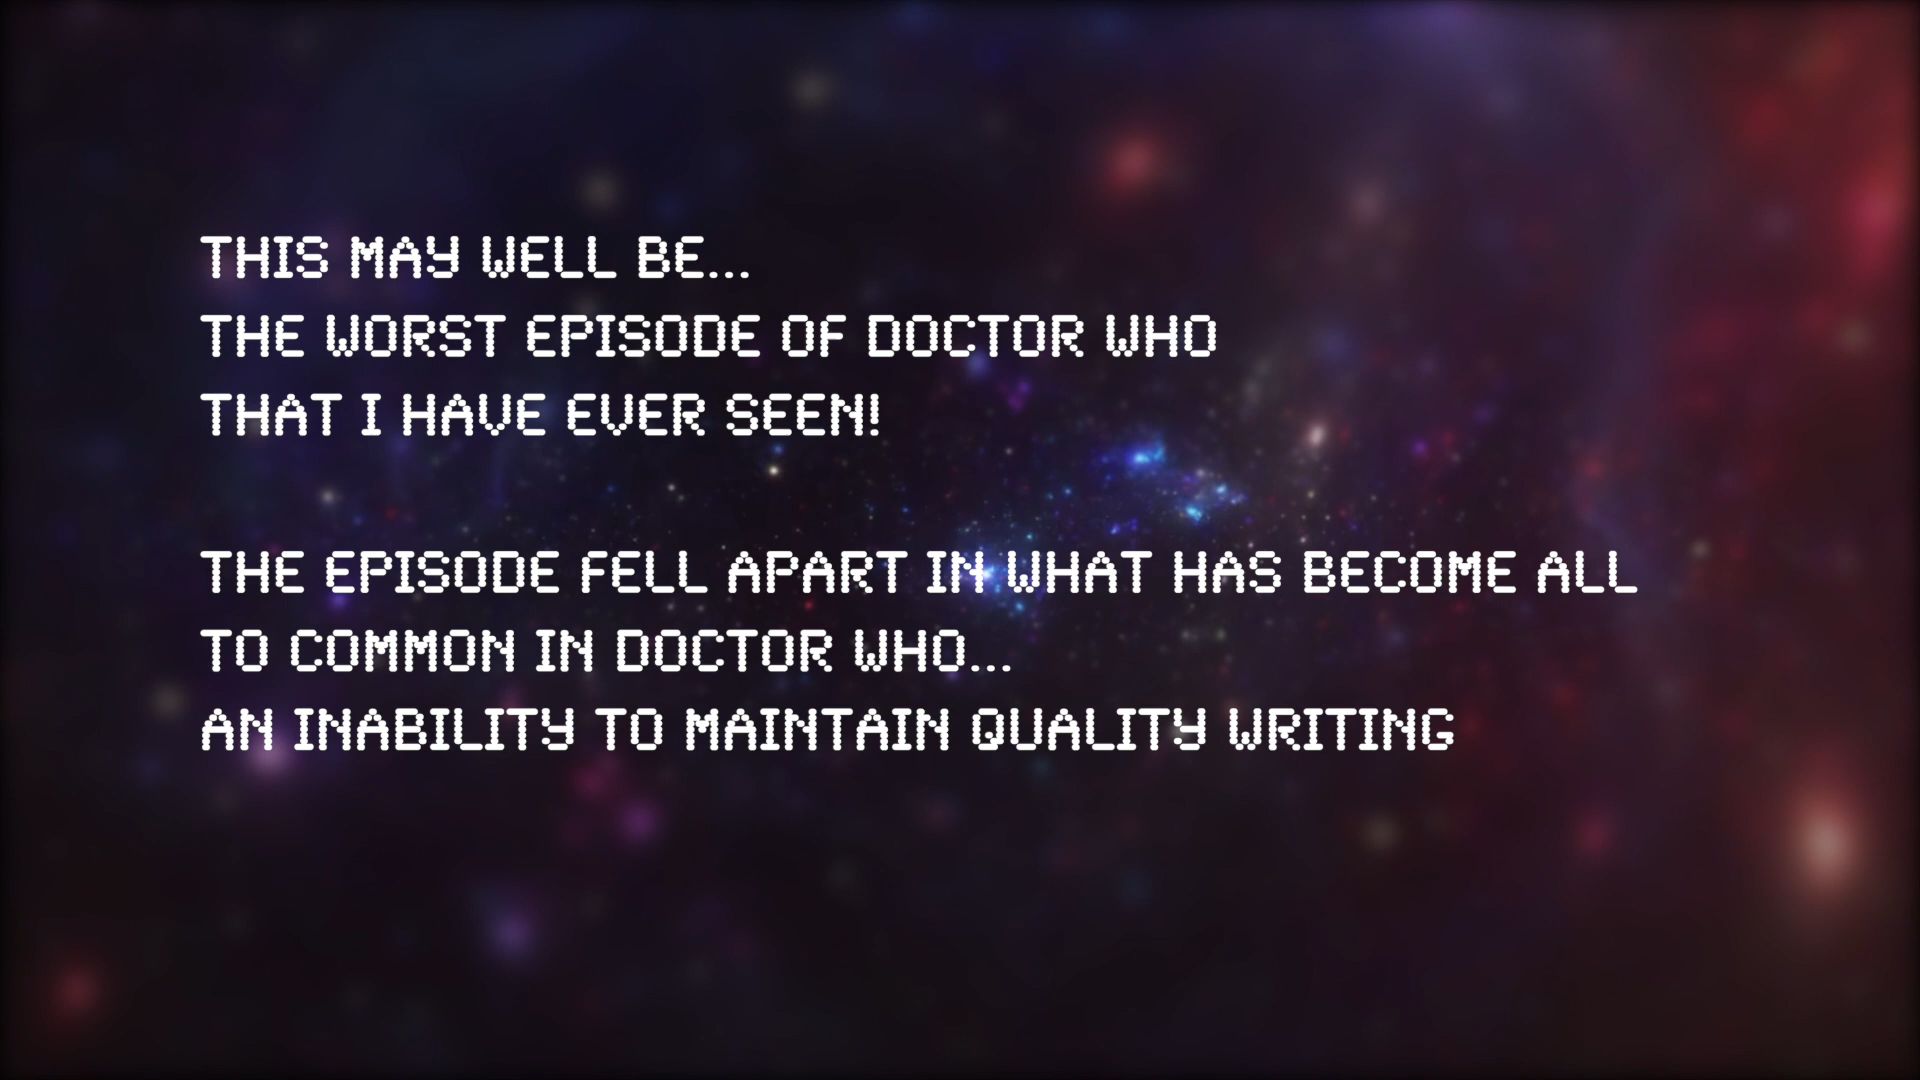 THIS MAY WELL BE...
THE WORST EPISODE OF DOCTOR WHO
THAT I HAVE EVER SEEN!
THE EPISODE FELL APART IN WHAT HAS BECOME ALL
TO COMMON IN DOCTOR WHO...
AN INABILITY TO MAINTAIN QUALITY WRITING